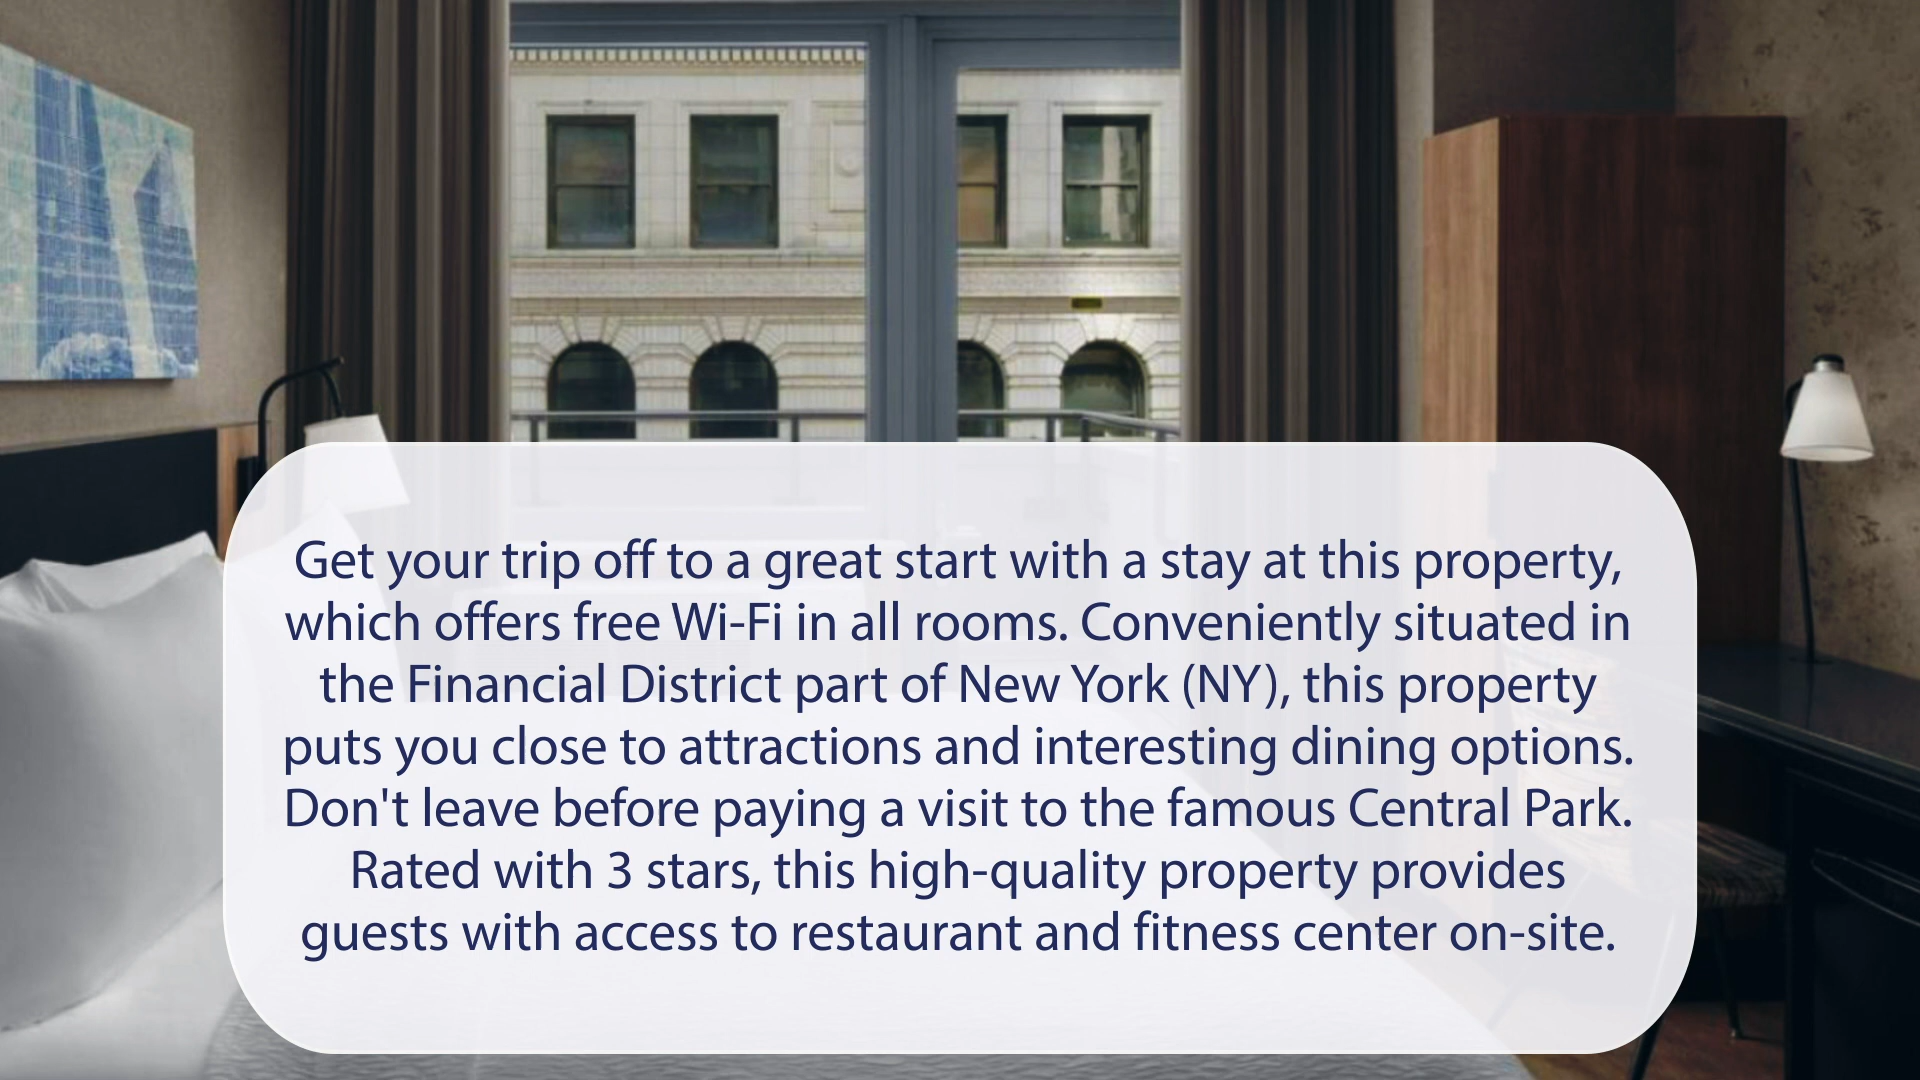 Get your trip off to a great start with a stay at this property,
which offers free Wi-Fi in all rooms. Conveniently situated in
the Financial District part of New York (NY), this property
puts you close to attractions and interesting dining options.
Don't leave before paying a visit to the famous Central Park.
Rated with 3 stars, this high-quality property provides
guests with access to restaurant and fitness center on-site.